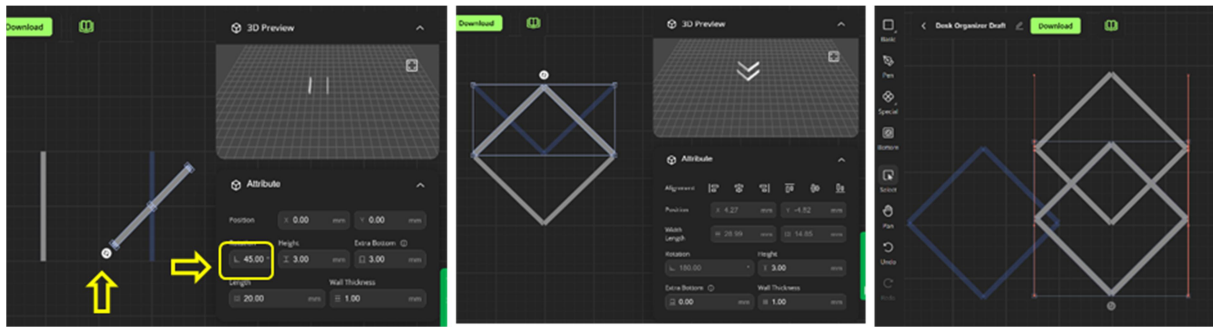 Download
3D Preview
Attribute
Position
X 0.00 mm
Y 0.00 mm
Rotation
Height
Extra Bottom
45.00 °
3.00 mm
3.00 mm
Length
Wall Thickness
20.00 mm
1.00 mm
Download
3D Preview
Attribute
Alignment
Position
X 4.27 mm
Y -4.52 mm
Width
Length
W 28.99 mm
14.85 mm
Rotation
Height
180.00 °
3.00 mm
Extra Bottom
Wall Thickness
0.00 mm
1.00 mm
Desk Organizer Draft
Download
Basic
Pen
Special
Bottom
Select
Pan
Undo